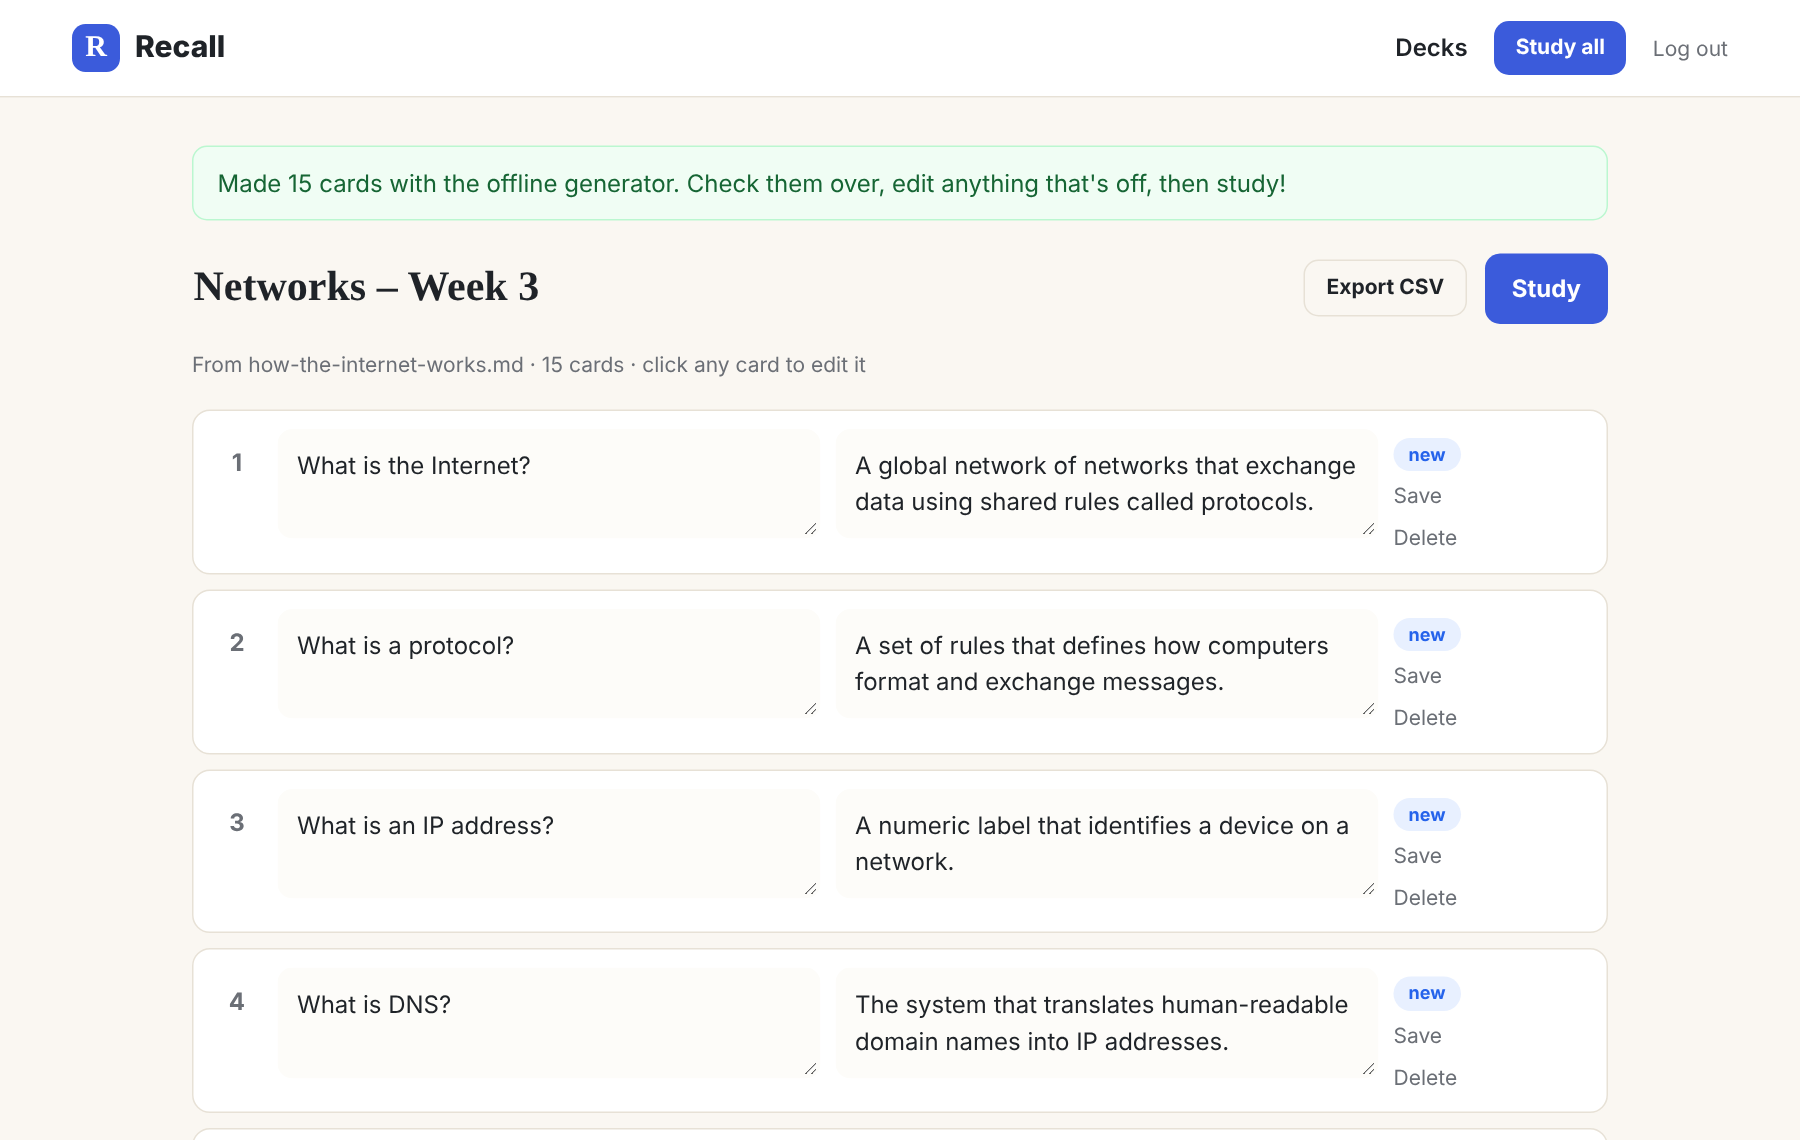 R Recall
Decks
Study all
Log out
Made 15 cards with the offline generator. Check them over, edit anything that's off, then study!
Networks – Week 3
Export CSV
Study
From how-the-internet-works.md · 15 cards · click any card to edit it
1
What is the Internet?
A global network of networks that exchange
data using shared rules called protocols.
new
Save
Delete
2
What is a protocol?
A set of rules that defines how computers
format and exchange messages.
new
Save
Delete
3
What is an IP address?
A numeric label that identifies a device on a
network.
new
Save
Delete
4
What is DNS?
The system that translates human-readable
domain names into IP addresses.
new
Save
Delete